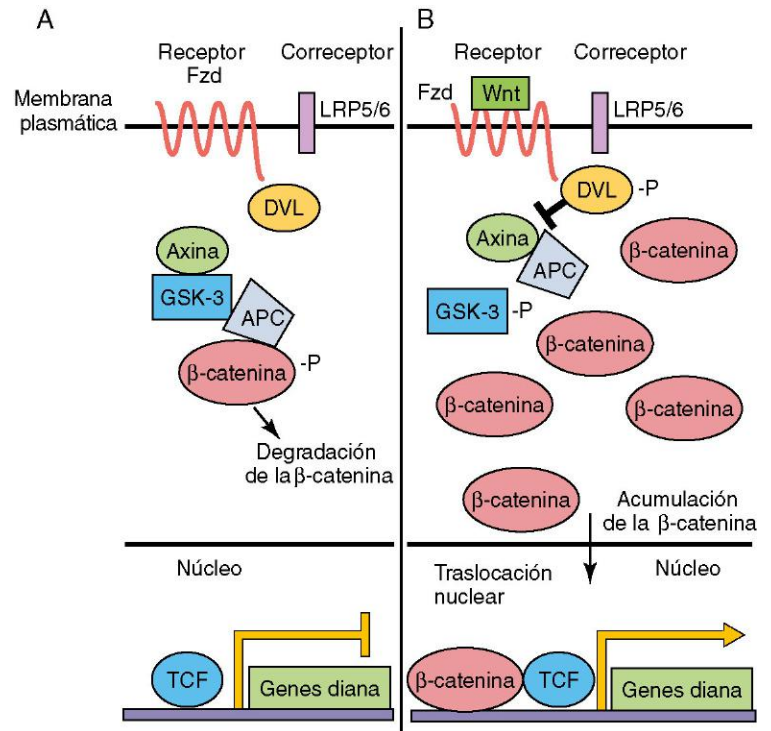 A
Receptor
Fzd
Correceptor
Membrana
plasmática
LRP5/6
DVL
Axina
GSK-3
APC
β-catenina
-P
Degradación
de la β-catenina
Núcleo
TCF
Genes diana
B
Receptor
Correceptor
Fzd
Wnt
LRP5/6
DVL
-P
Axina
APC
β-catenina
GSK-3
-P
β-catenina
β-catenina
β-catenina
β-catenina
Acumulación
de la β-catenina
Traslocación
nuclear
Núcleo
β-catenina
TCF
Genes diana